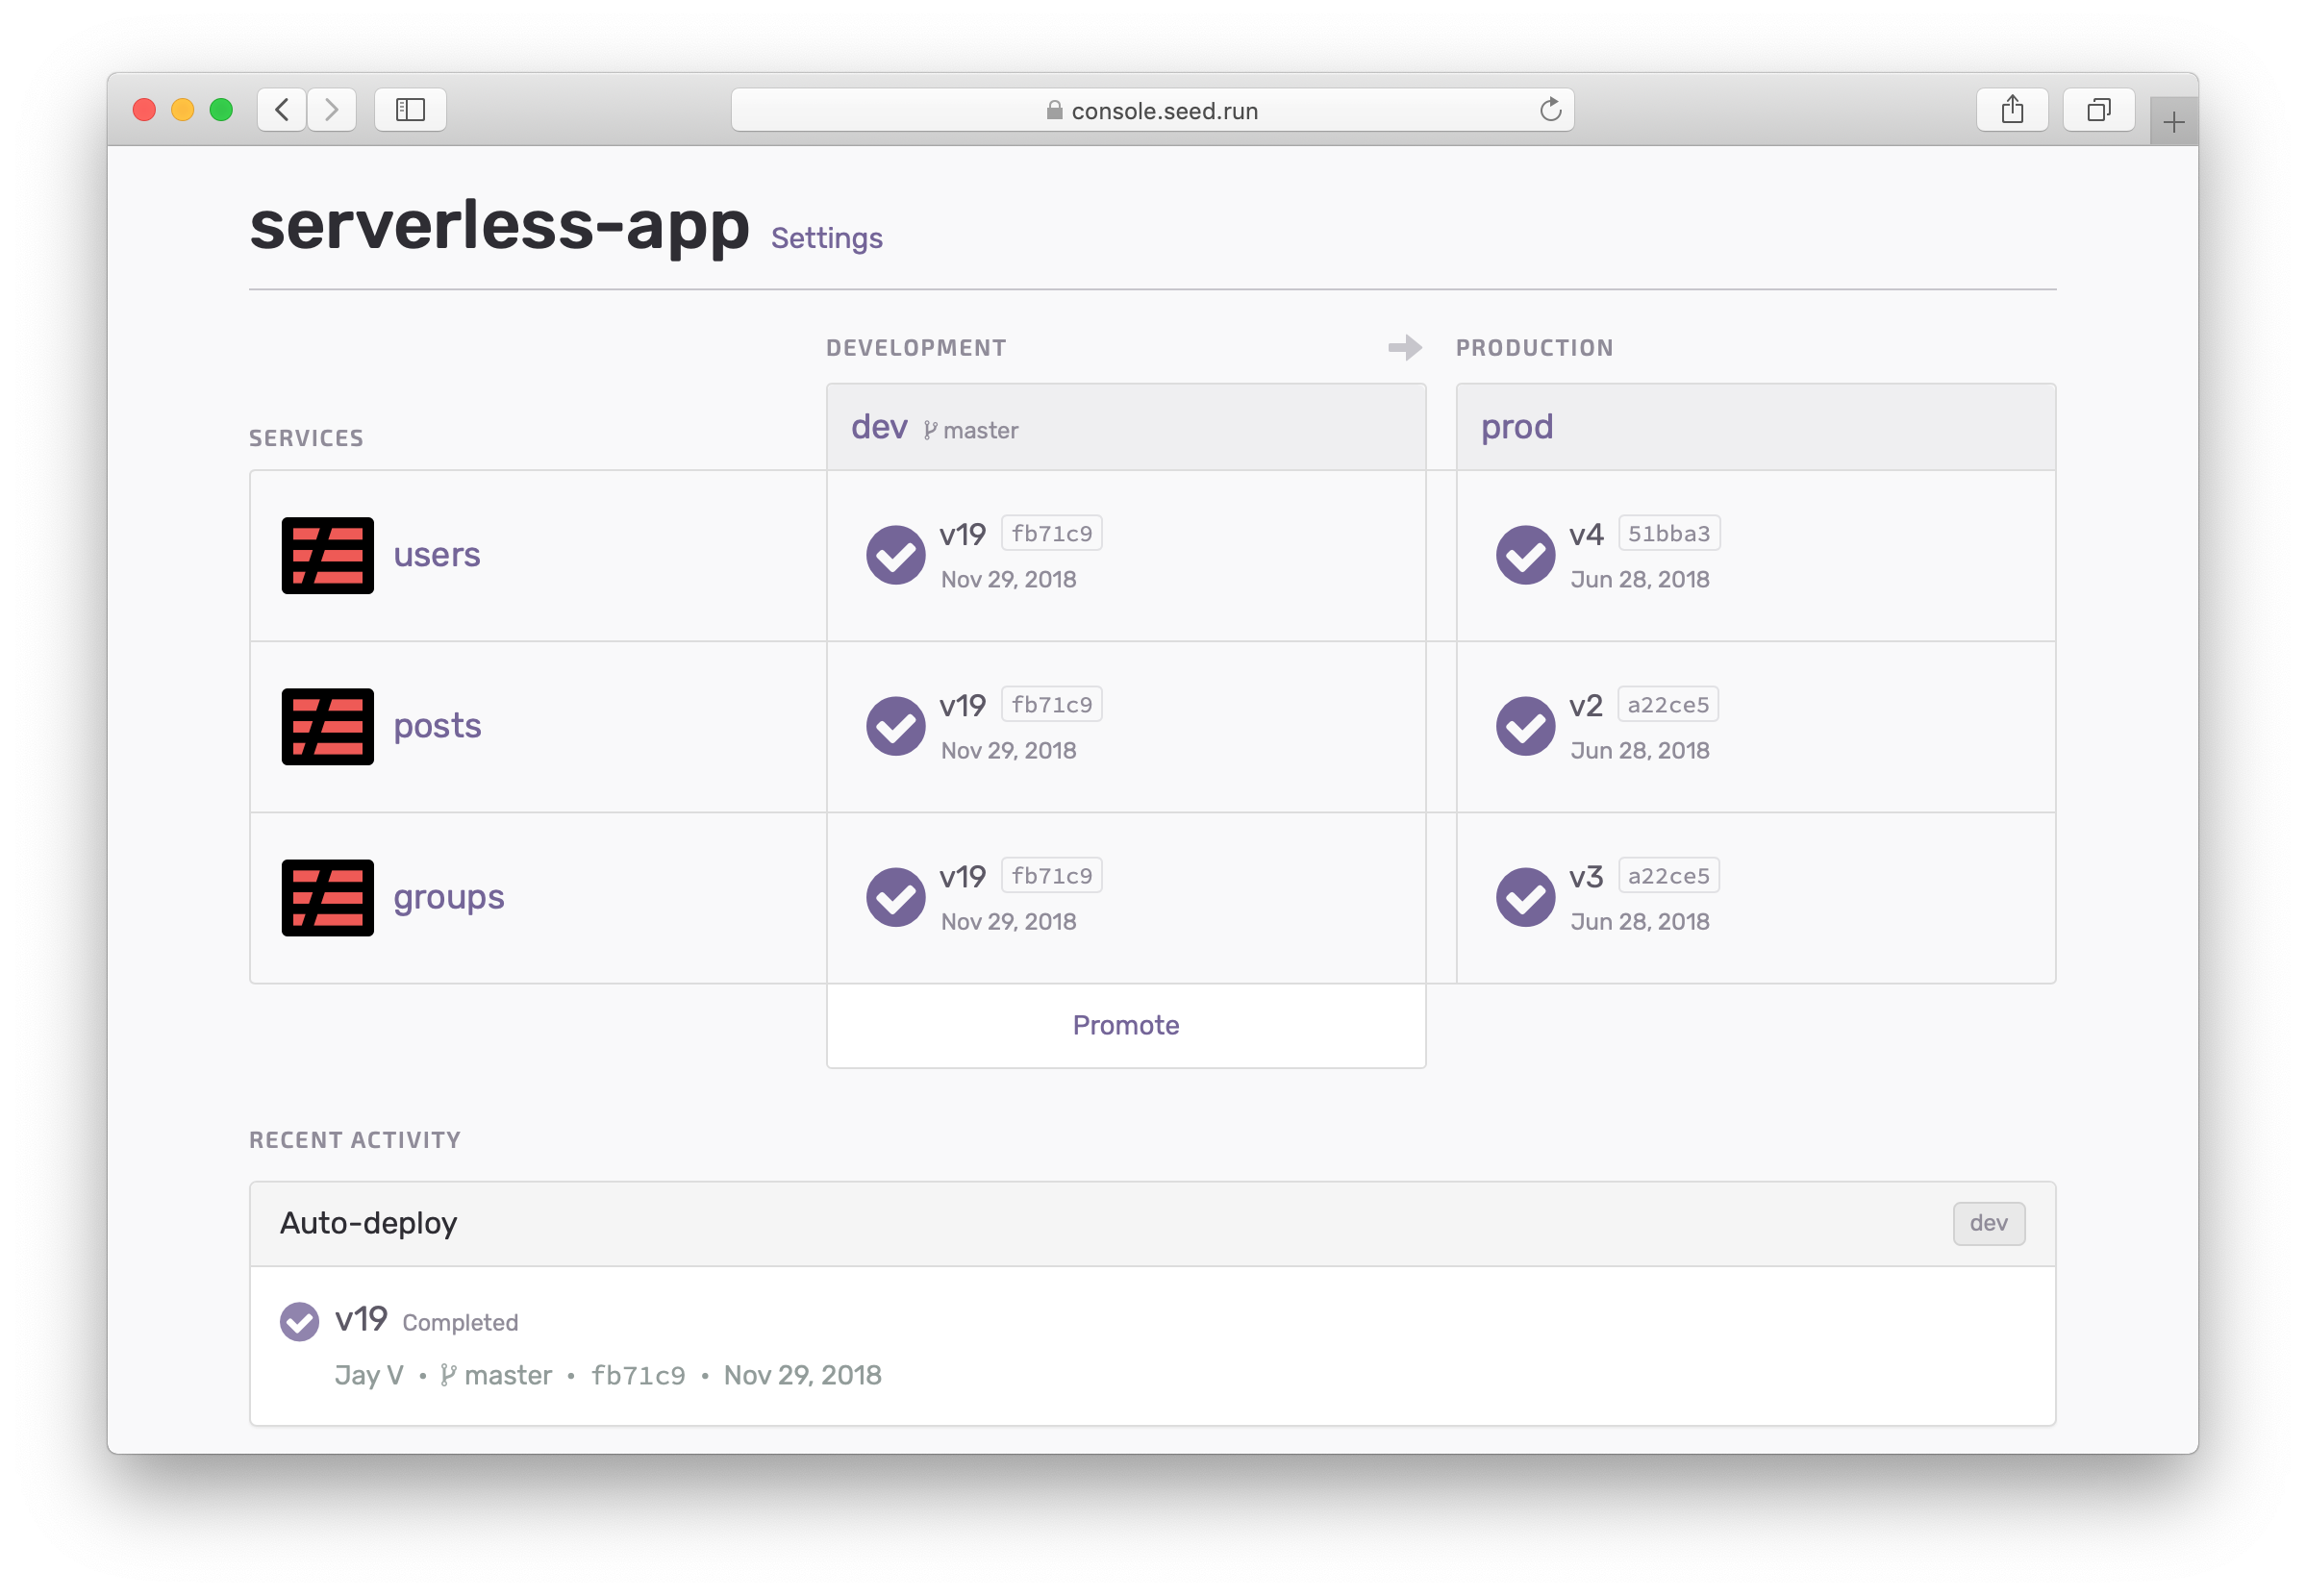 console.seed.run
serverless-app Settings
DEVELOPMENT
PRODUCTION
SERVICES
dev master
prod
users
v19 fb71c9
Nov 29, 2018
v4 51bba3
Jun 28, 2018
posts
v19 fb71c9
Nov 29, 2018
v2 a22ce5
Jun 28, 2018
groups
v19 fb71c9
Nov 29, 2018
v3 a22ce5
Jun 28, 2018
Promote
RECENT ACTIVITY
Auto-deploy
dev
v19 Completed
Jay V • master • fb71c9 • Nov 29, 2018